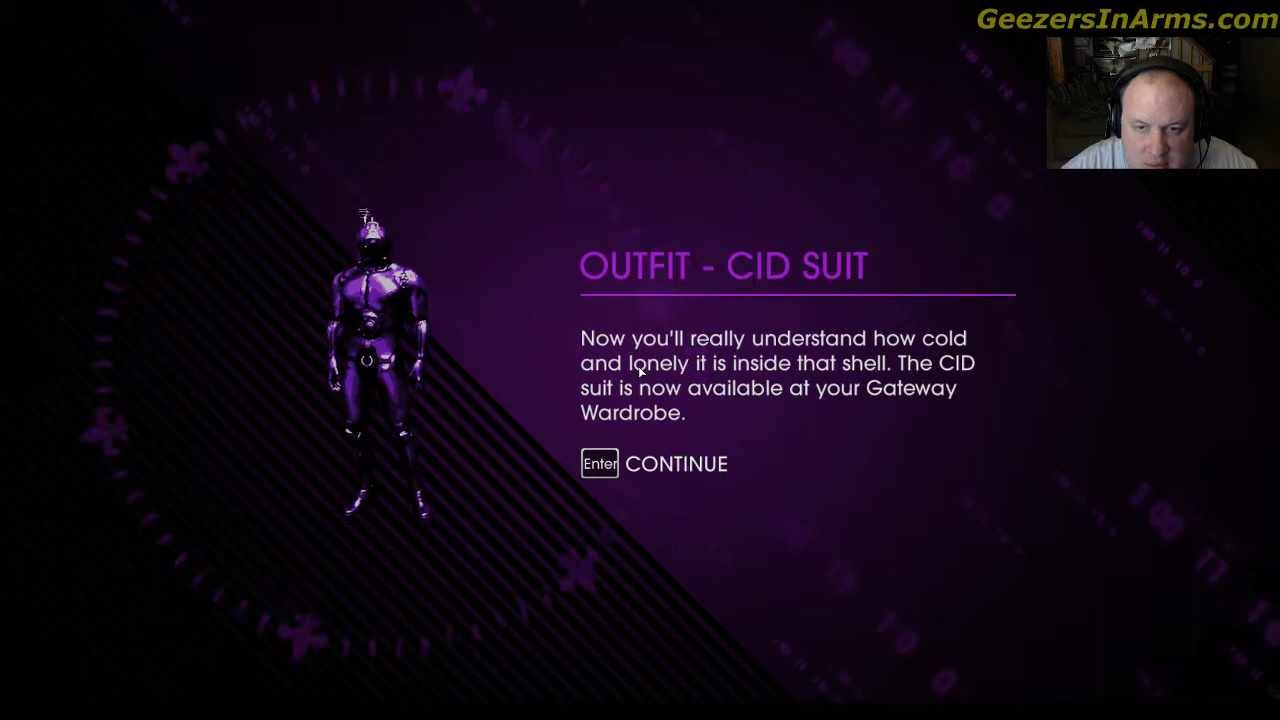 GeezersInArms.com
OUTFIT - CID SUIT
Now you'll really understand how cold
and lonely it is inside that shell. The CID
suit is now available at your Gateway
Wardrobe.
Enter CONTINUE